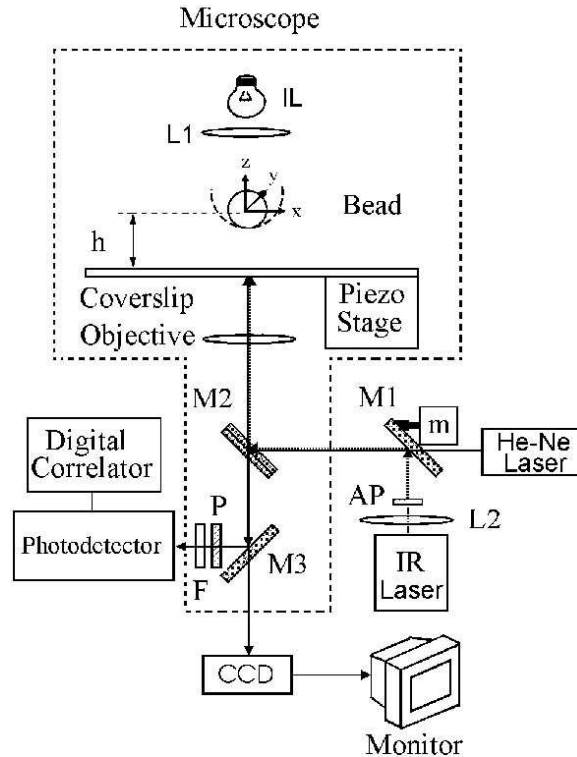 Microscope
IL
L1
z
y
x
Bead
h
Coverslip
Piezo
Stage
Objective
M1
m
M2
He-Ne
Laser
Digital
Correlator
AP
P
L2
Photodetector
M3
IR
Laser
F
CCD
Monitor